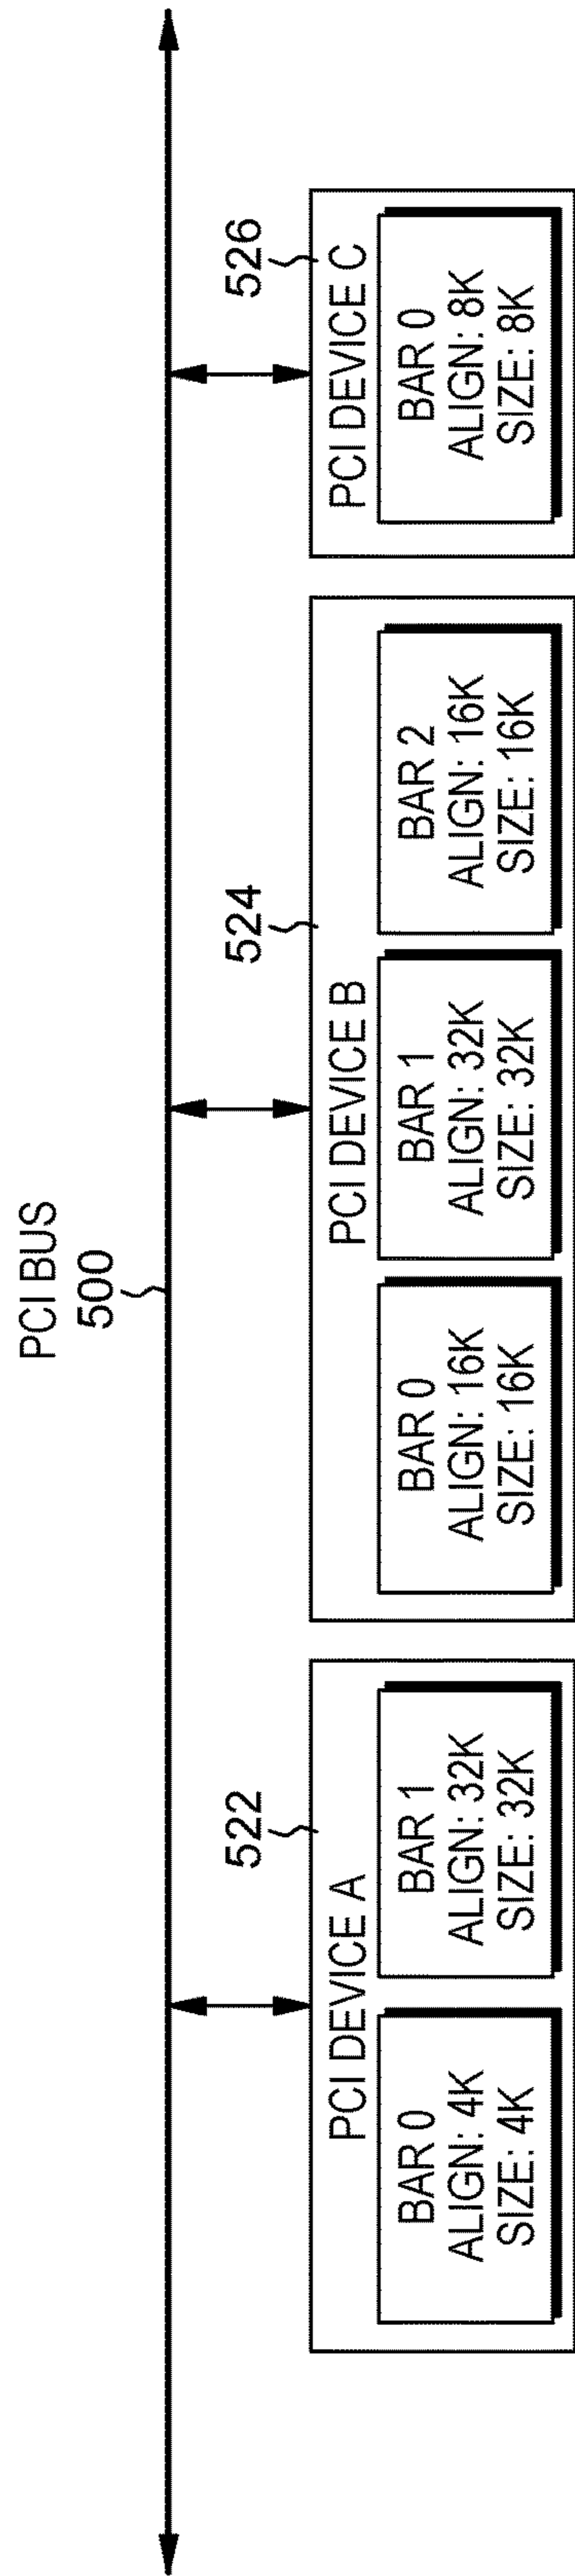 PCI BUS
500
522
PCI DEVICE A
BAR 0
ALIGN: 4K
SIZE: 4K
BAR 1
ALIGN: 32K
SIZE: 32K
524
PCI DEVICE B
BAR 0
ALIGN: 16K
SIZE: 16K
BAR 1
ALIGN: 32K
SIZE: 32K
BAR 2
ALIGN: 16K
SIZE: 16K
526
PCI DEVICE C
BAR 0
ALIGN: 8K
SIZE: 8K